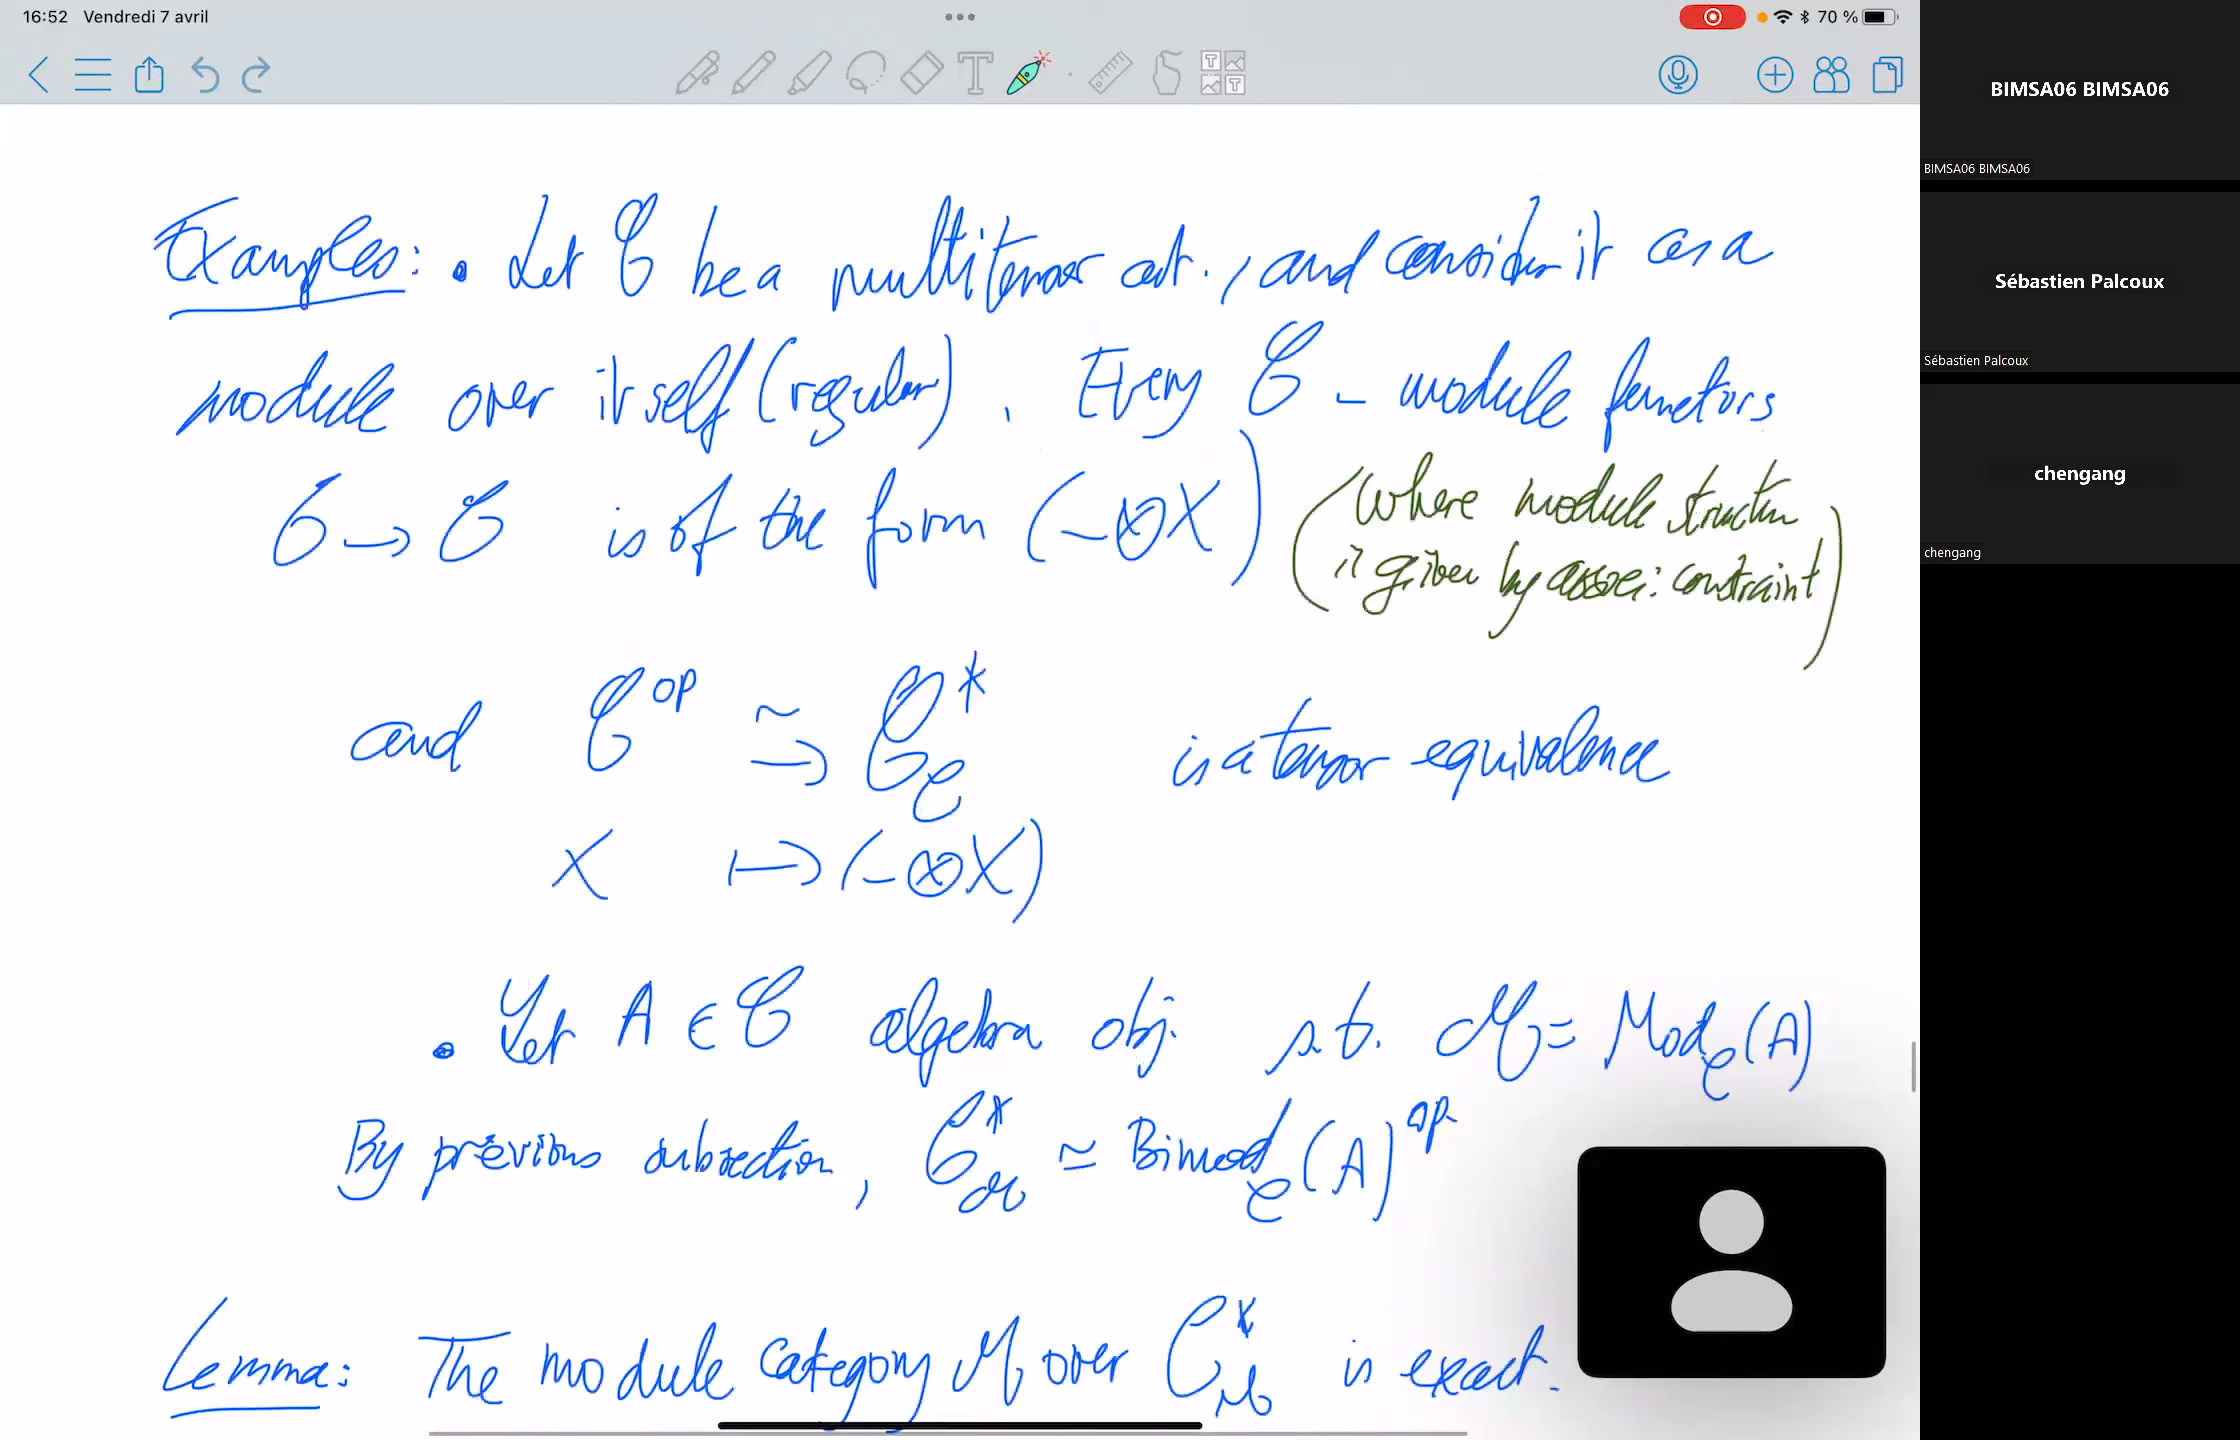 16:52 Vendredi 7 avril
70 %
Examples: • Let 𝒞 be a multitensor cat., and consider it as a
module over itself (regular). Every 𝒞-module functors
𝒞 → 𝒞 is of the form (-⊗X) (where module structure
is given by assoc. constraint)
and 𝒞^op ≃→ 𝒞*_𝒞 is a tensor equivalence
X ↦ (-⊗X)
• Let A ∈ 𝒞 algebra obj. s.t. ℳ = Mod_𝒞(A)
By previous subsection, 𝒞*_ℳ ≃ Bimod_𝒞(A)^op.
Lemma: The module category ℳ over 𝒞*_ℳ is exact.
BIMSA06 BIMSA06
BIMSA06 BIMSA06
Sébastien Palcoux
Sébastien Palcoux
chengang
chengang